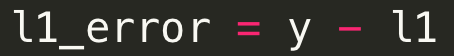 l1_error = y - l1